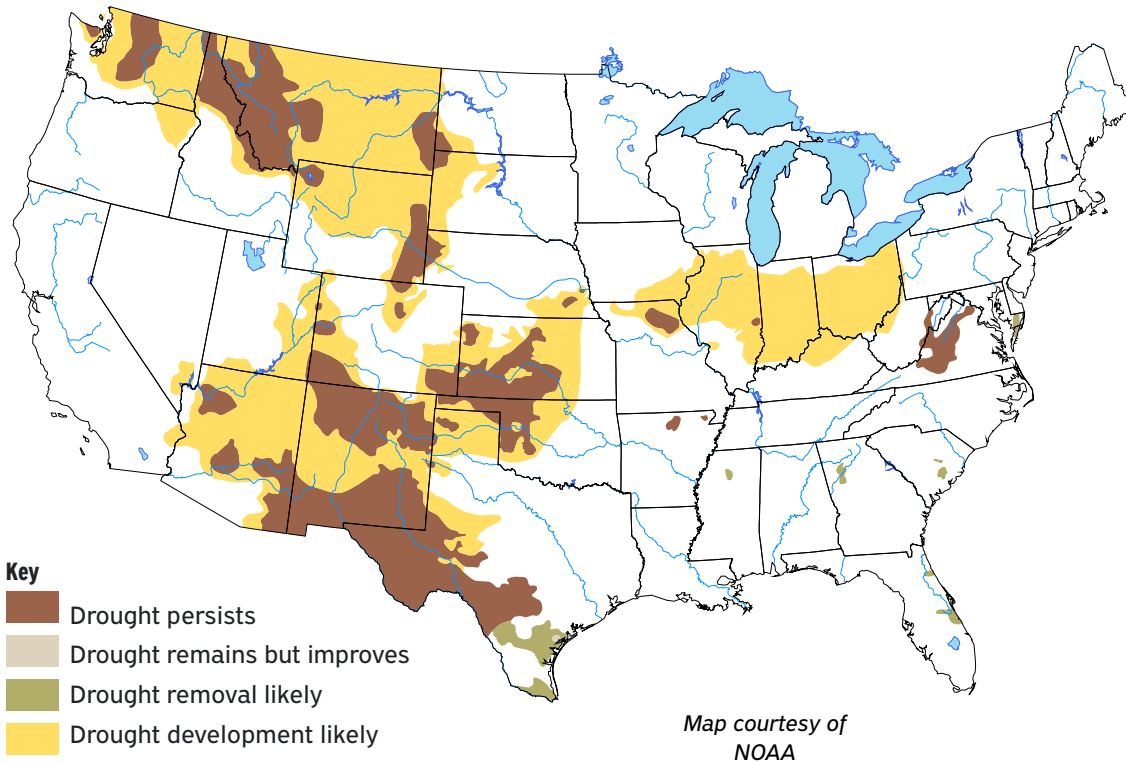 Key
Drought persists
Drought remains but improves
Drought removal likely
Drought development likely
Map courtesy of
NOAA